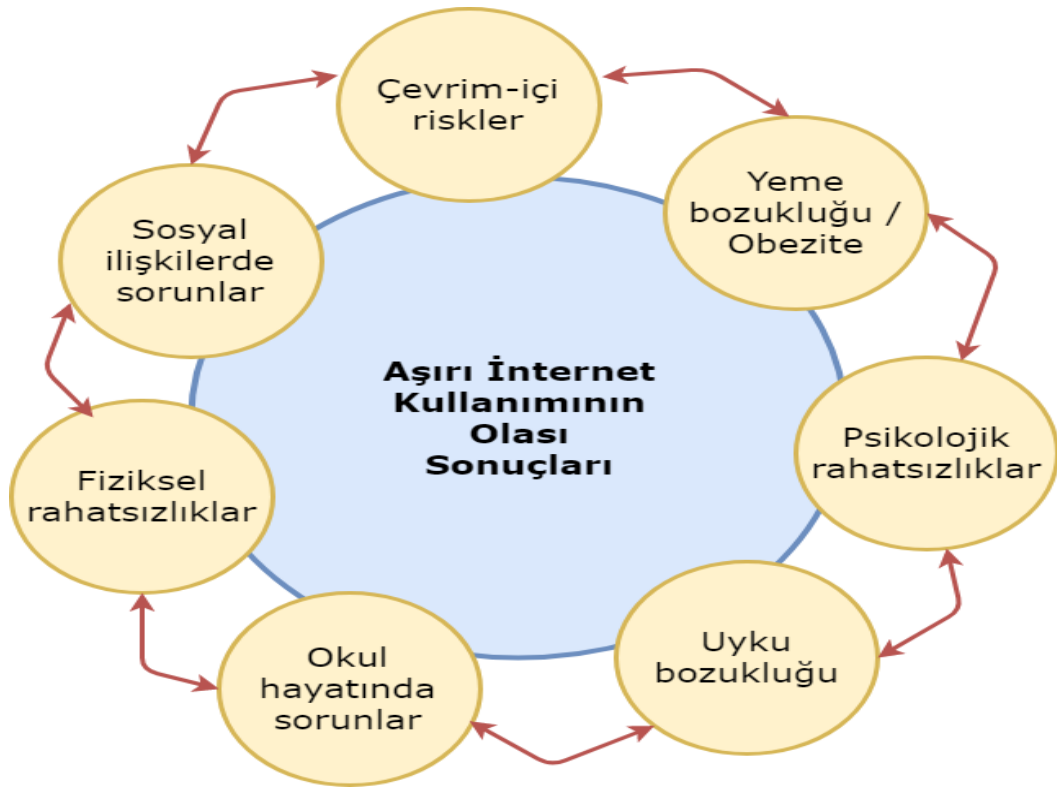 Çevrim-içi
riskler
Yeme
bozukluğu /
Obezite
Psikolojik
rahatsızlıklar
Uyku
bozukluğu
Okul
hayatında
sorunlar
Fiziksel
rahatsızlıklar
Sosyal
ilişkilerde
sorunlar
Aşırı İnternet
Kullanımının
Olası
Sonuçları